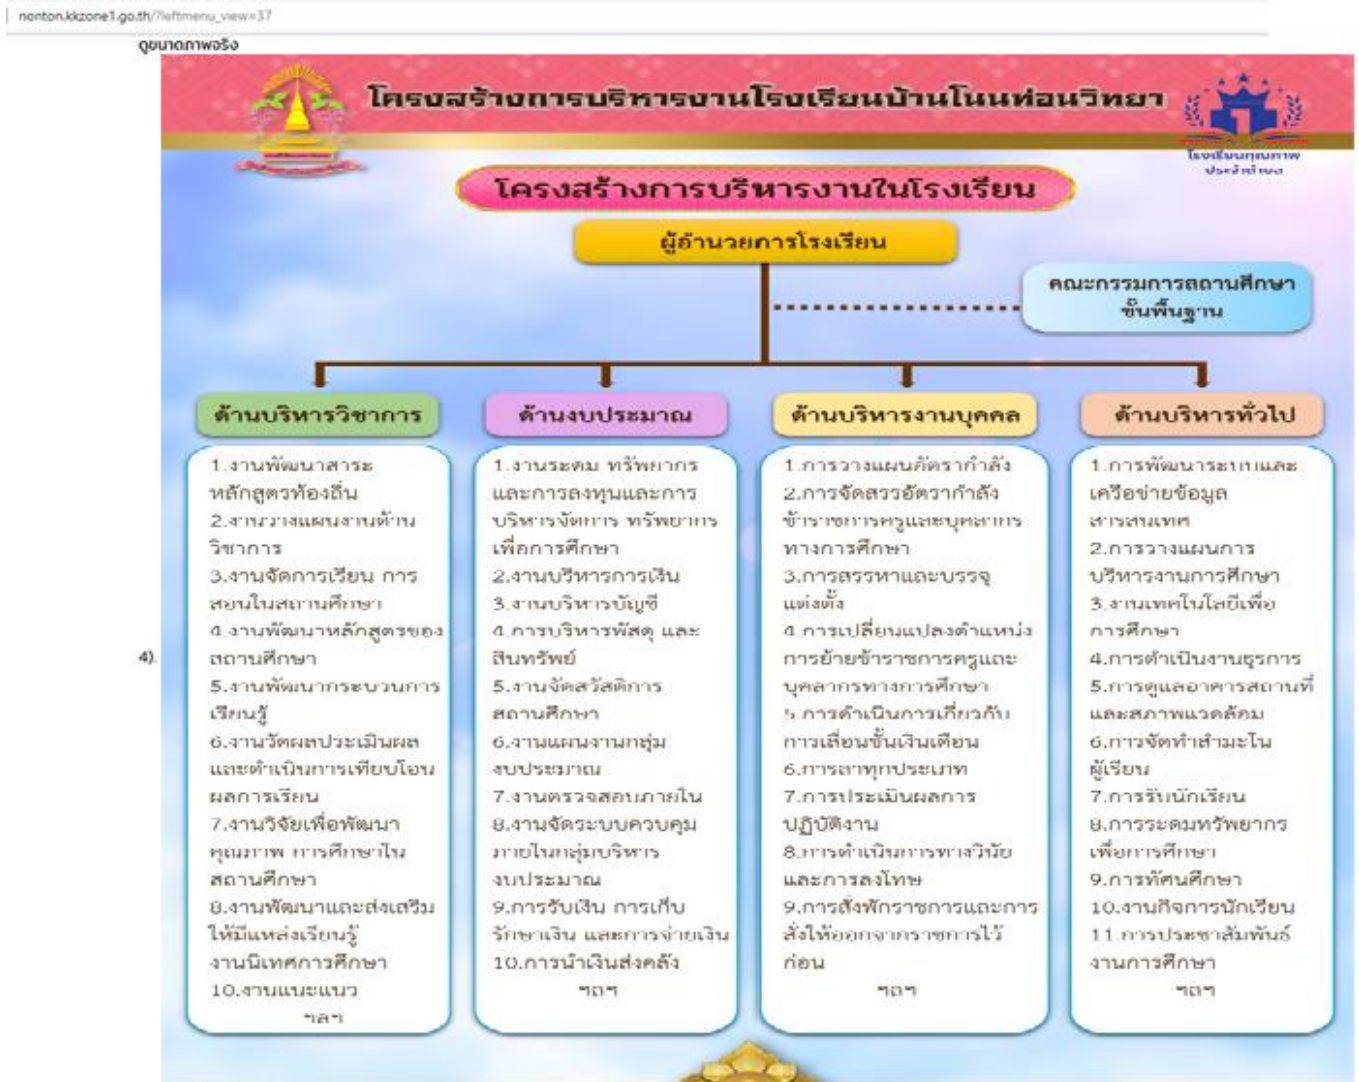 nonton.kkzone1.go.th/?leftmenu_view=37
ดูขนาดภาพจริง
โครงสร้างการบริหารงานโรงเรียนบ้านโนนท่อนวิทยา
โรงเรียนคุณภาพ
ประจำตำบล
โครงสร้างการบริหารงานในโรงเรียน
ผู้อำนวยการโรงเรียน
คณะกรรมการสถานศึกษา
ขั้นพื้นฐาน
4).
ด้านบริหารวิชาการ
1.งานพัฒนาสาระ
หลักสูตรท้องถิ่น
2.งานวางแผนงานด้าน
วิชาการ
3.งานจัดการเรียน การ
สอนในสถานศึกษา
4.งานพัฒนาหลักสูตรของ
สถานศึกษา
5.งานพัฒนากระบวนการ
เรียนรู้
6.งานวัดผลประเมินผล
และดำเนินการเทียบโอน
ผลการเรียน
7.งานวิจัยเพื่อพัฒนา
คุณภาพ การศึกษาใน
สถานศึกษา
8.งานพัฒนาและส่งเสริม
ให้มีแหล่งเรียนรู้
งานนิเทศการศึกษา
10.งานแนะแนว
ฯลฯ
ด้านงบประมาณ
1.งานระดม ทรัพยากร
และการลงทุนและการ
บริหารจัดการ ทรัพยากร
เพื่อการศึกษา
2.งานบริหารการเงิน
3.งานบริหารบัญชี
4.การบริหารพัสดุ และ
สินทรัพย์
5.งานจัดสวัสดิการ
สถานศึกษา
6.งานแผนงานกลุ่ม
งบประมาณ
7.งานตรวจสอบภายใน
8.งานจัดระบบควบคุม
ภายในกลุ่มบริหาร
งบประมาณ
9.การรับเงิน การเก็บ
รักษาเงิน และการจ่ายเงิน
10.การนำเงินส่งคลัง
ฯลฯ
ด้านบริหารงานบุคคล
1.การวางแผนอัตรากำลัง
2.การจัดสรรอัตรากำลัง
ข้าราชการครูและบุคลากร
ทางการศึกษา
3.การสรรหาและบรรจุ
แต่งตั้ง
4.การเปลี่ยนแปลงตำแหน่ง
การย้ายข้าราชการครูและ
บุคลากรทางการศึกษา
5.การดำเนินการเกี่ยวกับ
การเลื่อนขั้นเงินเดือน
6.การลาทุกประเภท
7.การประเมินผลการ
ปฏิบัติงาน
8.การดำเนินการทางวินัย
และการลงโทษ
9.การสั่งพักราชการและการ
สั่งให้ออกจากราชการไว้
ก่อน
ฯลฯ
ด้านบริหารทั่วไป
1.การพัฒนาระบบและ
เครือข่ายข้อมูล
สารสนเทศ
2.การวางแผนการ
บริหารงานการศึกษา
3.งานเทคโนโลยีเพื่อ
การศึกษา
4.การดำเนินงานธุรการ
5.การดูแลอาคารสถานที่
และสภาพแวดล้อม
6.การจัดทำสำมะโน
ผู้เรียน
7.การรับนักเรียน
8.การระดมทรัพยากร
เพื่อการศึกษา
9.การทัศนศึกษา
10.งานกิจการนักเรียน
11.การประชาสัมพันธ์
งานการศึกษา
ฯลฯ